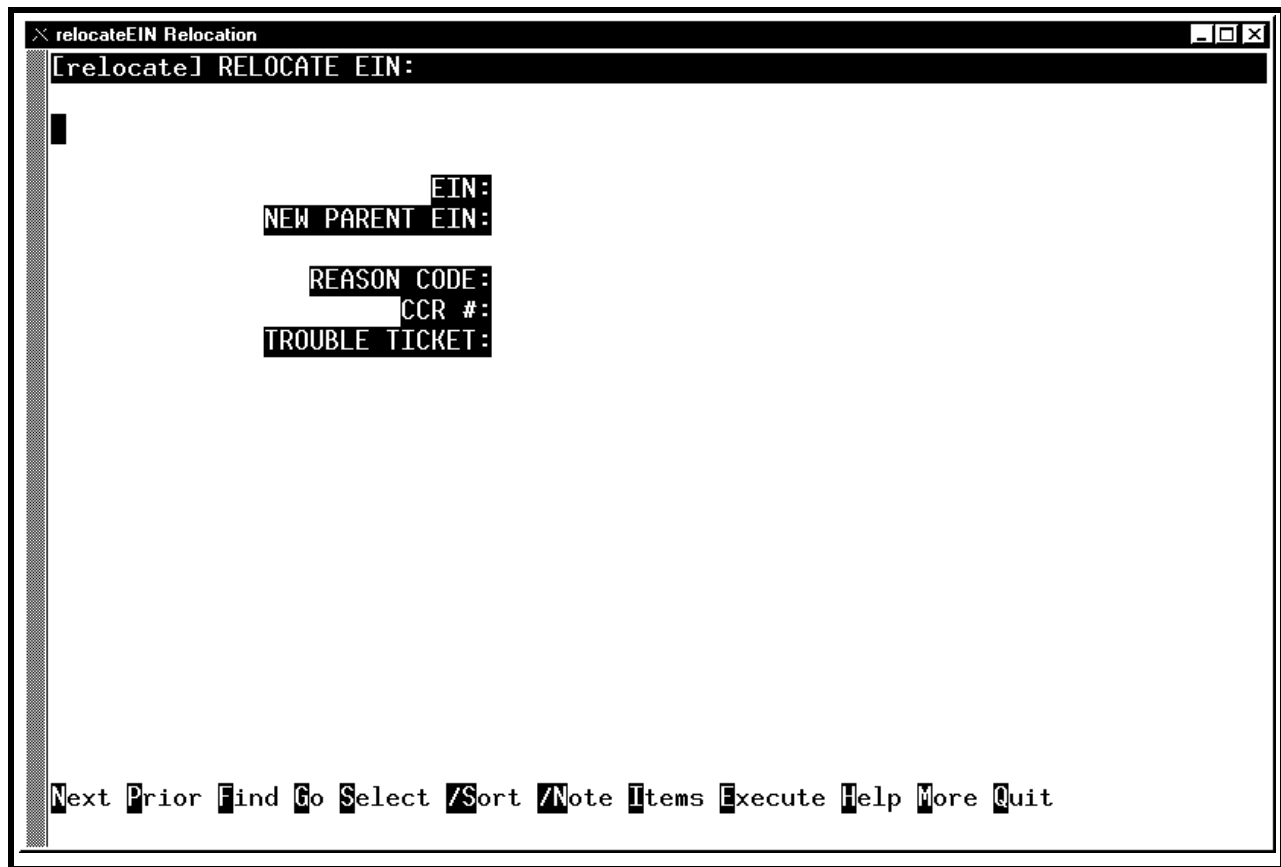 relocateEIN Relocation
[relocate] RELOCATE EIN:
EIN:
NEW PARENT EIN:
REASON CODE:
CCR #:
TROUBLE TICKET:
Next Prior Find Go Select /Sort /Note Items Execute Help More Quit